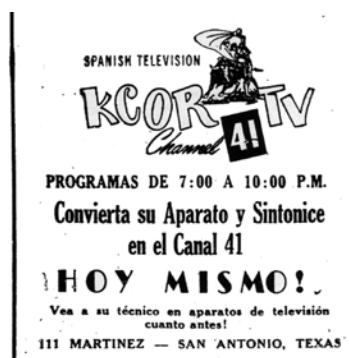 SPANISH TELEVISION
KCOR TV
Channel 41
PROGRAMAS DE 7:00 A 10:00 P.M.
Convierta su Aparato y Sintonice
en el Canal 41
¡HOY MISMO!
Vea a su técnico en aparatos de televisión
cuanto antes!
111 MARTINEZ — SAN ANTONIO, TEXAS